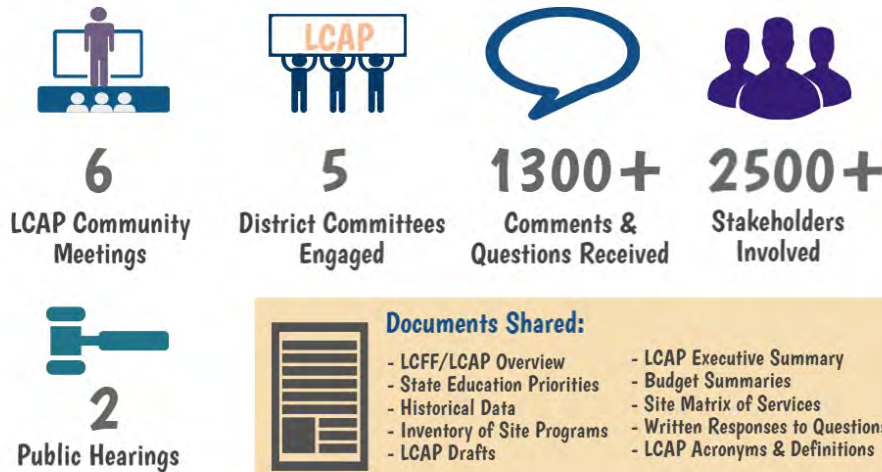 LCAP
6
LCAP Community
Meetings
5
District Committees
Engaged
1300+
Comments &
Questions Received
2500+
Stakeholders
Involved
2
Public Hearings
Documents Shared:
- LCFF/LCAP Overview
- State Education Priorities
- Historical Data
- Inventory of Site Programs
- LCAP Drafts
- LCAP Executive Summary
- Budget Summaries
- Site Matrix of Services
- Written Responses to Questions
- LCAP Acronyms & Definitions